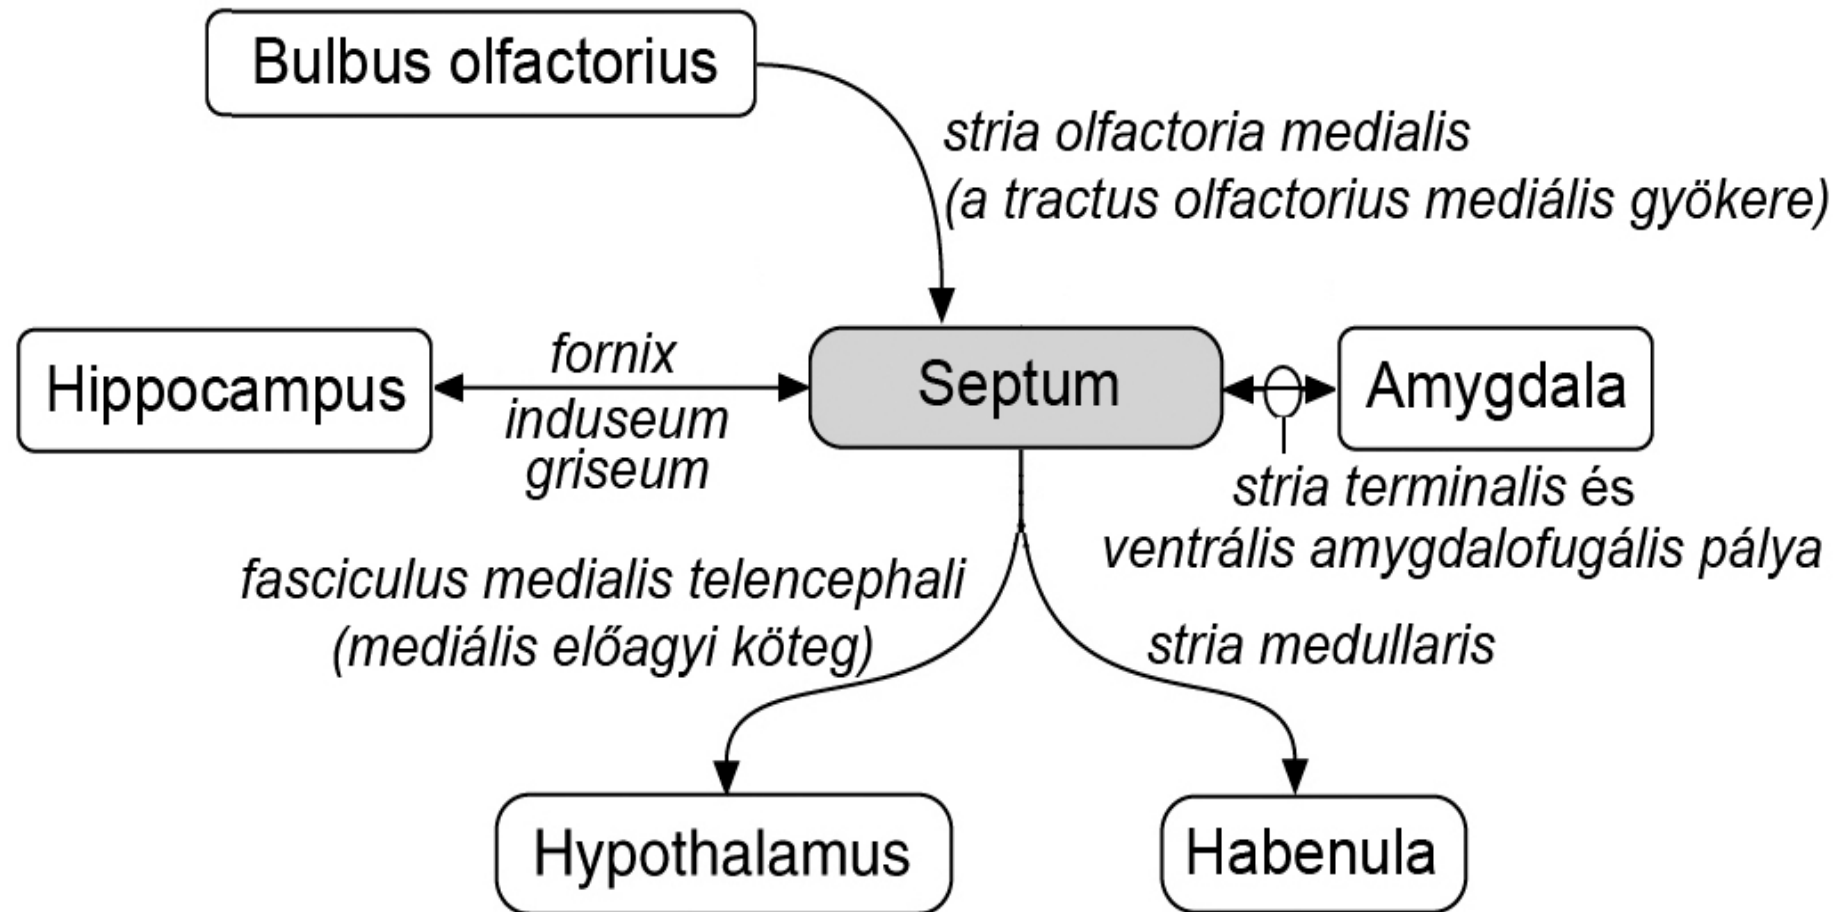 Bulbus olfactorius
stria olfactoria medialis
(a tractus olfactorius mediális gyökere)
Hippocampus
fornix
induseum
griseum
Septum
Amygdala
stria terminalis és
ventrális amygdalofugális pálya
fasciculus medialis telencephali
(mediális előagyi köteg)
stria medullaris
Hypothalamus
Habenula